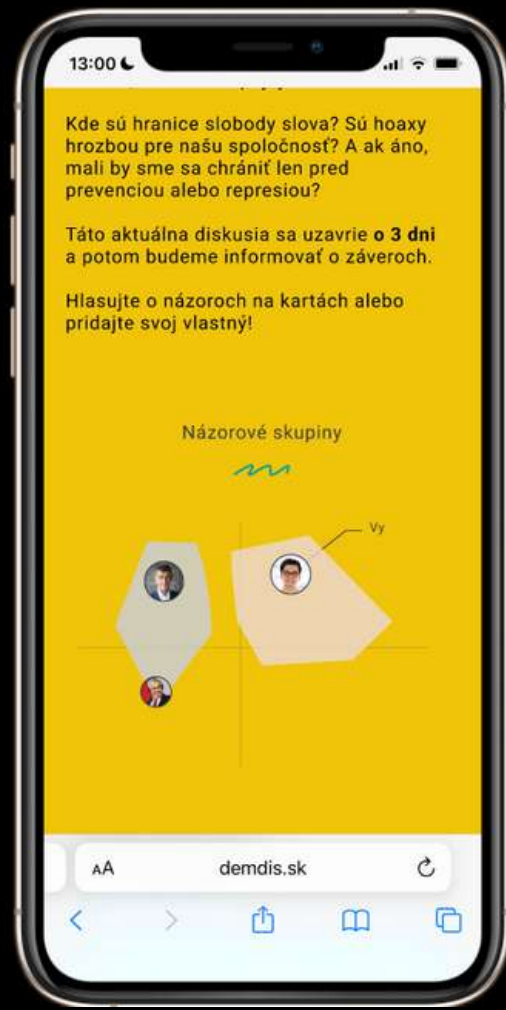 13:00
Kde sú hranice slobody slova? Sú hoaxy
hrozbou pre našu spoločnosť? A ak áno,
mali by sme sa chrániť len pred
prevenciou alebo represiou?
Táto aktuálna diskusia sa uzavrie o 3 dni
a potom budeme informovať o záveroch.
Hlasujte o názoroch na kartách alebo
pridajte svoj vlastný!
Názorové skupiny
Vy
AA
demdis.sk